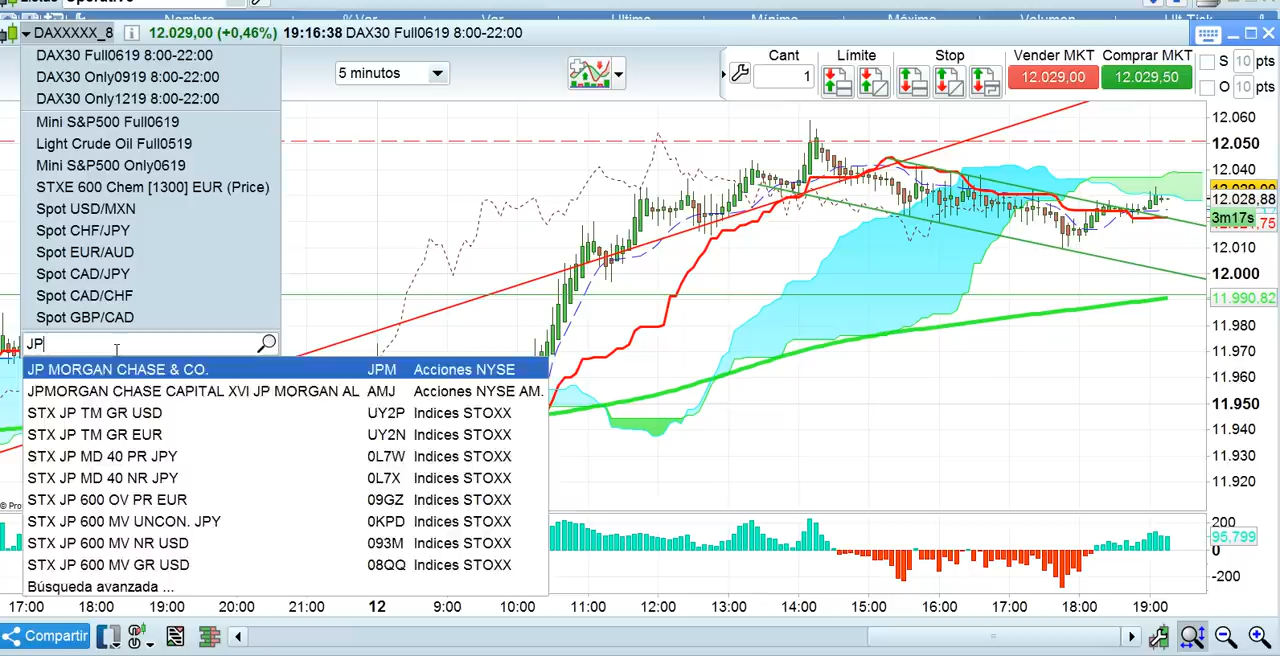 Operativo
Nombre % Var Var Último Mínimo Máximo Volumen Ult Tick
DAXXXXX_8 i 12.029,00 (+0,46%) 19:16:38 DAX30 Full0619 8:00-22:00
DAX30 Full0619 8:00-22:00
DAX30 Only0919 8:00-22:00
DAX30 Only1219 8:00-22:00
Mini S&P500 Full0619
Light Crude Oil Full0519
Mini S&P500 Only0619
STXE 600 Chem [1300] EUR (Price)
Spot USD/MXN
Spot CHF/JPY
Spot EUR/AUD
Spot CAD/JPY
Spot CAD/CHF
Spot GBP/CAD
JP
JP MORGAN CHASE & CO. JPM Acciones NYSE
JPMORGAN CHASE CAPITAL XVI JP MORGAN AL AMJ Acciones NYSE AM.
STX JP TM GR USD UY2P Indices STOXX
STX JP TM GR EUR UY2N Indices STOXX
STX JP MD 40 PR JPY 0L7W Indices STOXX
STX JP MD 40 NR JPY 0L7X Indices STOXX
STX JP 600 OV PR EUR 09GZ Indices STOXX
STX JP 600 MV UNCON. JPY 0KPD Indices STOXX
STX JP 600 MV NR USD 093M Indices STOXX
STX JP 600 MV GR USD 08QQ Indices STOXX
Búsqueda avanzada ...
5 minutos
Cant Límite Stop Vender MKT Comprar MKT
1 12.029,00 12.029,50
S 10 pts
O 10 pts
12.060
12.050
12.040
12.028,88
3m17s
12.010
12.000
11.990,82
11.980
11.970
11.960
11.950
11.940
11.930
11.920
© Pro
200
95,799
0
-200
17:00 18:00 19:00 20:00 21:00 12 9:00 10:00 11:00 12:00 13:00 14:00 15:00 16:00 17:00 18:00 19:00
Compartir